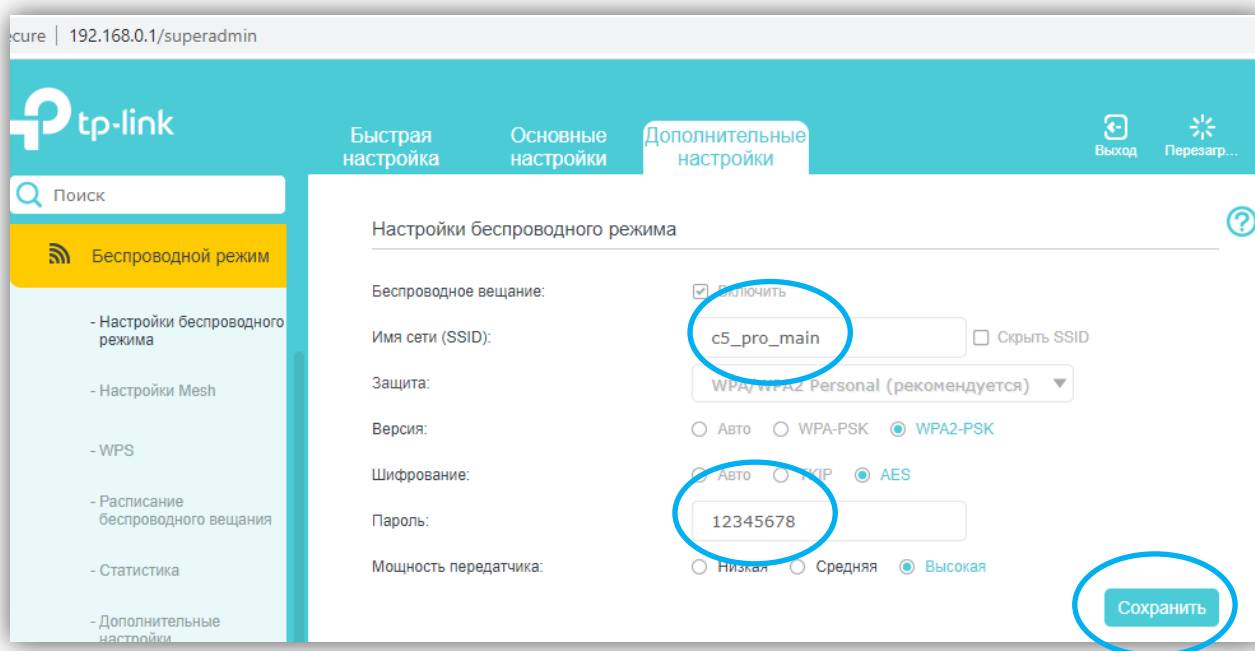 ecure | 192.168.0.1/superadmin
tp-link
Быстрая
настройка
Основные
настройки
Дополнительные
настройки
Выход
Перезагр...
Поиск
Беспроводной режим
- Настройки беспроводного
режима
- Настройки Mesh
- WPS
- Расписание
беспроводного вещания
- Статистика
- Дополнительные
настройки
Настройки беспроводного режима
?
Беспроводное вещание:
Включить
Имя сети (SSID):
c5_pro_main
Скрыть SSID
Защита:
WPA/WPA2 Personal (рекомендуется)
Версия:
Авто WPA-PSK WPA2-PSK
Шифрование:
Авто TKIP AES
Пароль:
12345678
Мощность передатчика:
Низкая Средняя Высокая
Сохранить